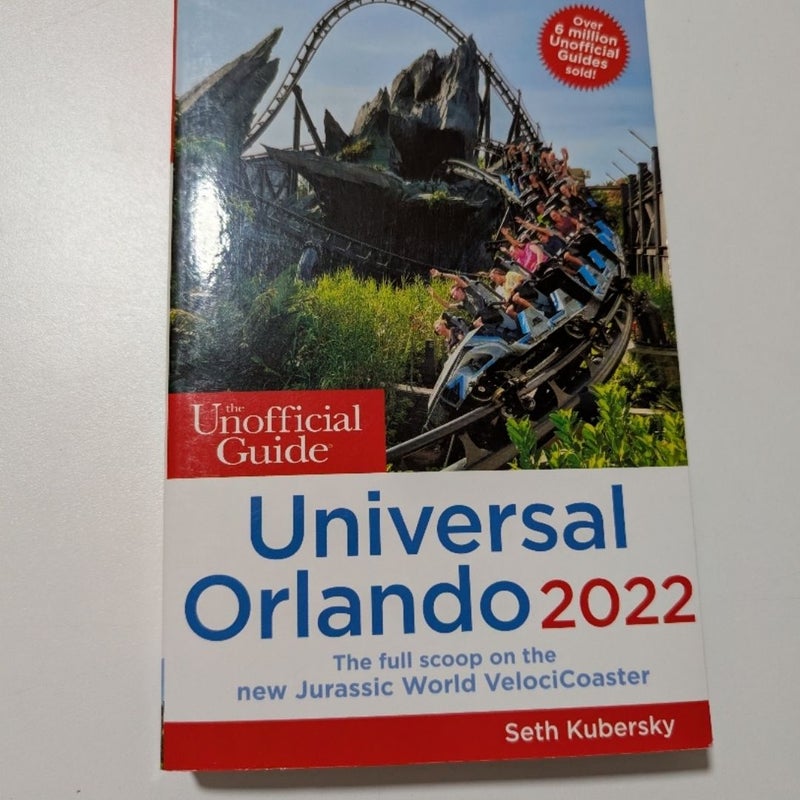 Over
6 million
Unofficial
Guides
sold!
the
Unofficial
Guide
Universal
Orlando 2022
The full scoop on the
new Jurassic World VelociCoaster
Seth Kubersky